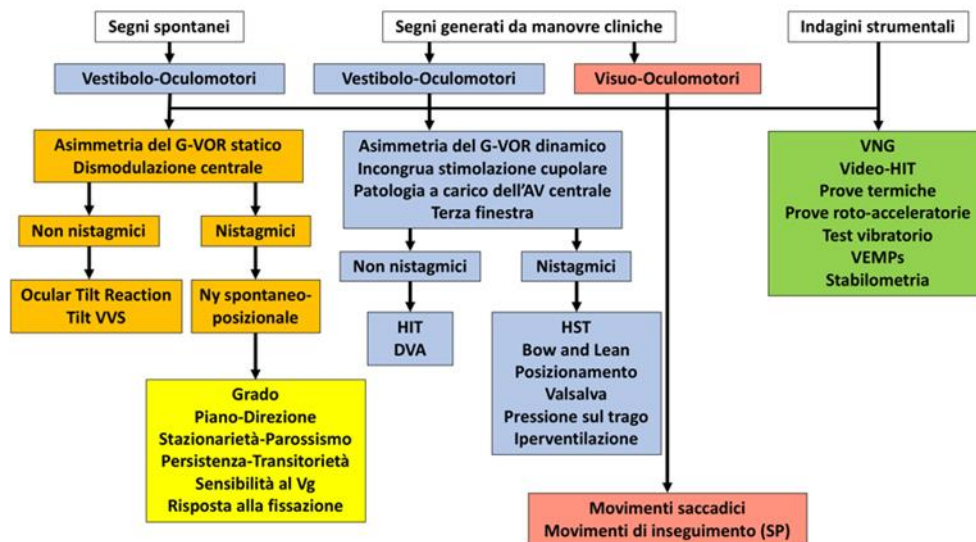 Segni spontanei
Segni generati da manovre cliniche
Indagini strumentali
Vestibolo-Oculomotori
Vestibolo-Oculomotori
Visuo-Oculomotori
Asimmetria del G-VOR statico
Dismodulazione centrale
Non nistagmici
Nistagmici
Ocular Tilt Reaction
Tilt VVS
Ny spontaneo-
posizionale
Grado
Piano-Direzione
Stazionarietà-Parossismo
Persistenza-Transitorietà
Sensibilità al Vg
Risposta alla fissazione
Asimmetria del G-VOR dinamico
Incongrua stimolazione cupolare
Patologia a carico dell'AV centrale
Terza finestra
Non nistagmici
Nistagmici
HIT
DVA
HST
Bow and Lean
Posizionamento
Valsalva
Pressione sul trago
Iperventilazione
Movimenti saccadici
Movimenti di inseguimento (SP)
VNG
Video-HIT
Prove termiche
Prove roto-acceleratorie
Test vibratorio
VEMPs
Stabilometria